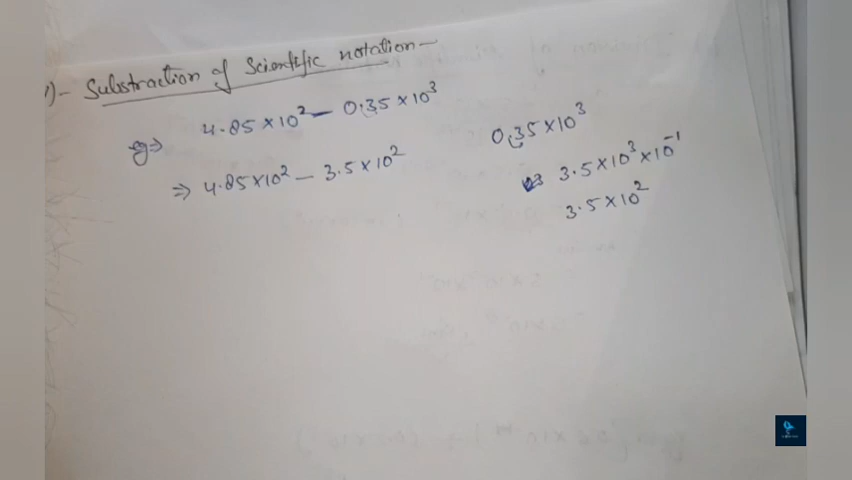 )- Substraction of Scientific notation-
eg⇒ 4.85×10² - 0.35×10³
⇒ 4.85×10² - 3.5×10²
0.35×10³
3.5×10³×10⁻¹
3.5×10²